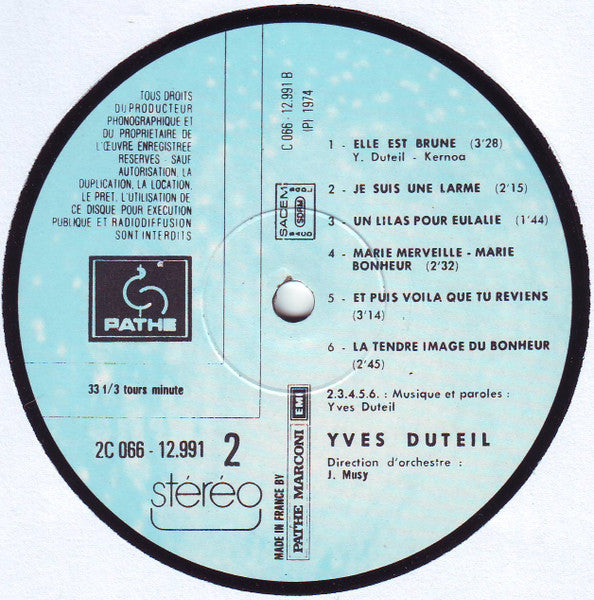 TOUS DROITS
DU PRODUCTEUR
PHONOGRAPHIQUE ET
DU PROPRIETAIRE DE
L'ŒUVRE ENREGISTREE
RESERVES - SAUF
AUTORISATION, LA
DUPLICATION, LA LOCATION,
LE PRET, L'UTILISATION DE
CE DISQUE POUR EXECUTION
PUBLIQUE ET RADIODIFFUSION
SONT INTERDITS
PATHE
33 1/3 tours minute
2C 066 - 12.991 2
stéréo
C 066 - 12.991 B
(P) 1974
SACEM
SDRM
1 - ELLE EST BRUNE (3'28)
Y. Duteil - Kernoa
2 - JE SUIS UNE LARME (2'15)
3 - UN LILAS POUR EULALIE (1'44)
4 - MARIE MERVEILLE - MARIE
BONHEUR (2'32)
5 - ET PUIS VOILA QUE TU REVIENS
(3'14)
6 - LA TENDRE IMAGE DU BONHEUR
(2'45)
2.3.4.5.6. : Musique et paroles :
Yves Duteil
YVES DUTEIL
Direction d'orchestre :
J. Musy
MADE IN FRANCE BY
PATHE MARCONI EMI